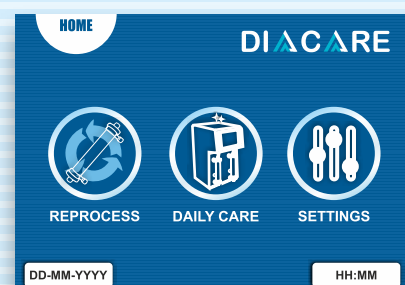 HOME
DIACARE
REPROCESS
DAILY CARE
SETTINGS
DD-MM-YYYY
HH:MM